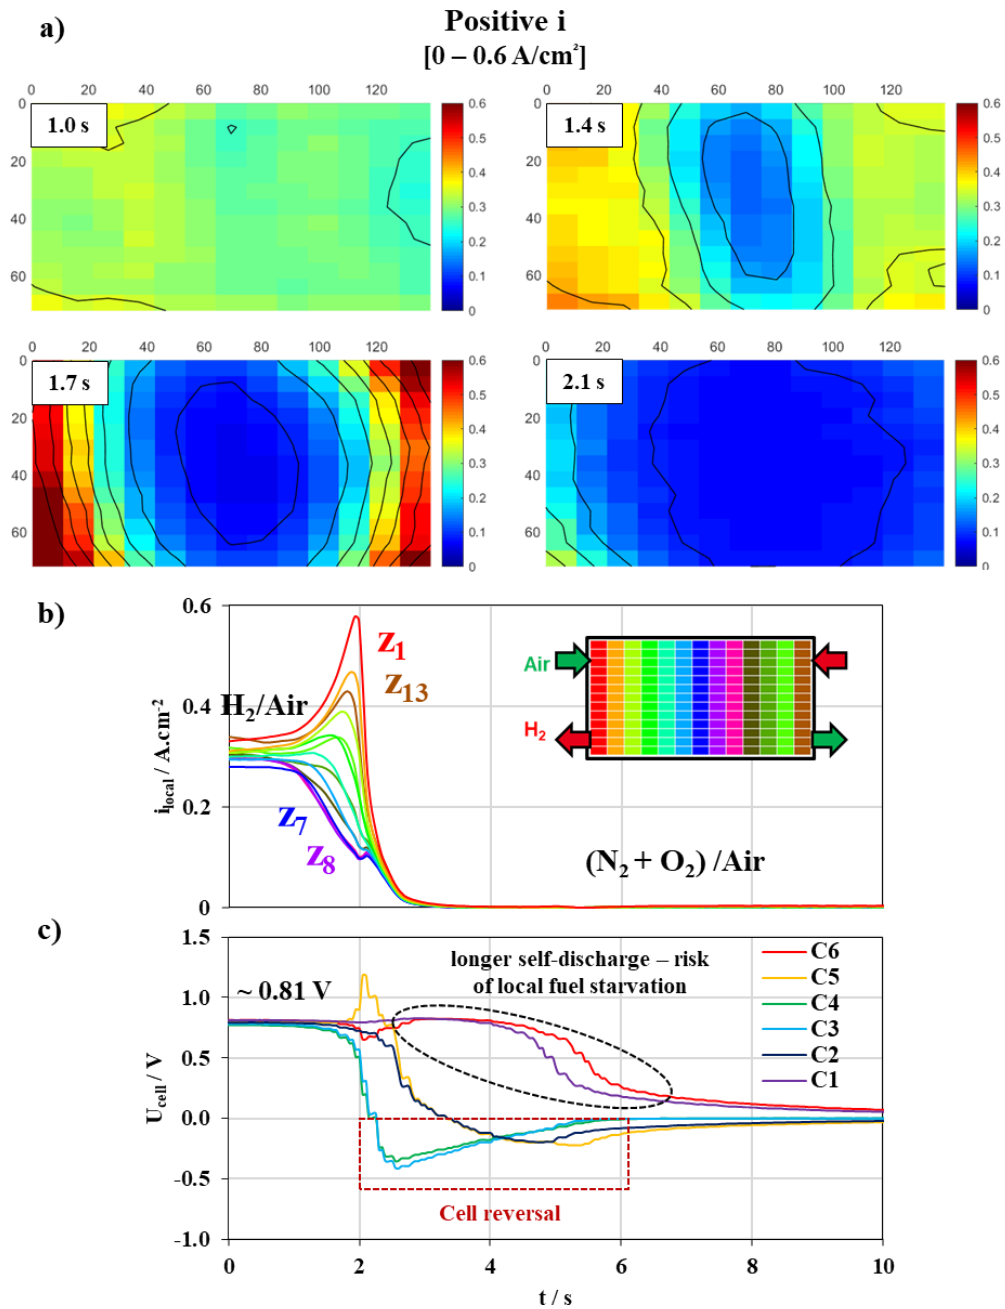 a)
Positive i
[0 – 0.6 A/cm²]
0 20 40 60 80 100 120
1.0 s
0
20
40
60
0.6
0.5
0.4
0.3
0.2
0.1
0
0 20 40 60 80 100 120
1.4 s
0
20
40
60
0.6
0.5
0.4
0.3
0.2
0.1
0
0 20 40 60 80 100 120
1.7 s
0
20
40
60
0.6
0.5
0.4
0.3
0.2
0.1
0
0 20 40 60 80 100 120
2.1 s
0
20
40
60
0.6
0.5
0.4
0.3
0.2
0.1
0
b)
0.6
0.4
0.2
0
i_local / A.cm⁻²
H₂/Air
z₁
z₁₃
z₇
z₈
Air
H₂
(N₂ + O₂) /Air
c)
1.5
1.0
0.5
0.0
-0.5
-1.0
U_cell / V
~ 0.81 V
longer self-discharge – risk
of local fuel starvation
C6
C5
C4
C3
C2
C1
Cell reversal
0 2 4 6 8 10
t / s